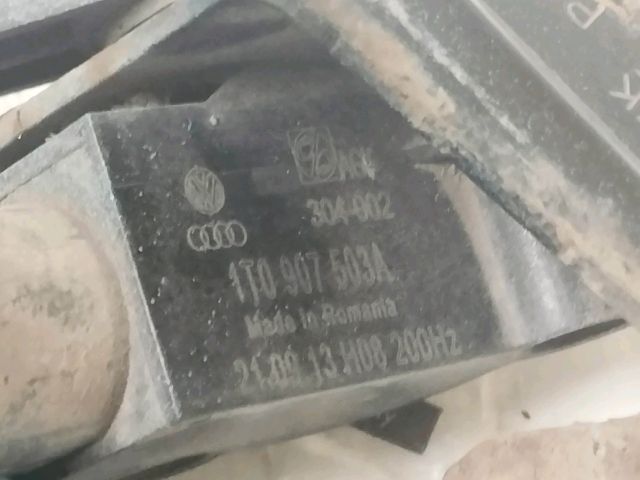 304-002
1T0 907 503A
Made in Romania
21.09.13 H08 200Hz